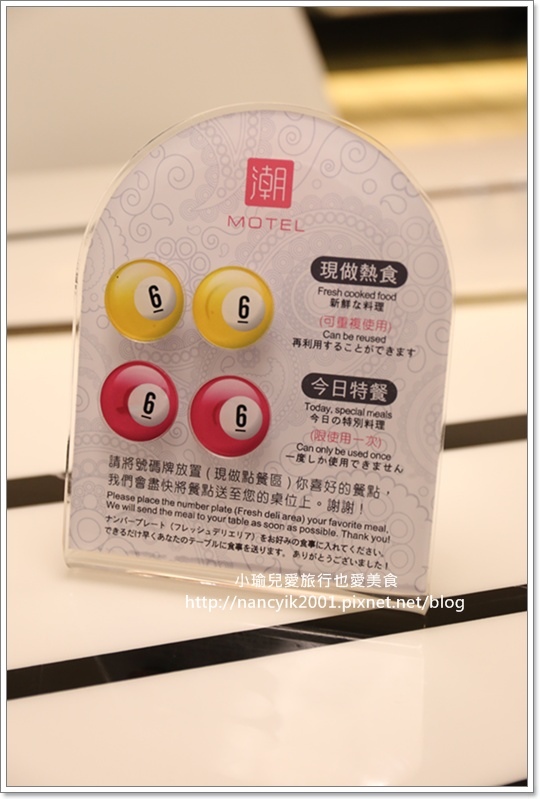 潮
MOTEL
6 6
現做熱食
Fresh cooked food
新鮮な料理
(可重複使用)
Can be reused
再利用することができます
6 6
今日特餐
Today, special meals
今日の特別料理
(限使用一次)
Can only be used once
一度しか使用できません
請將號碼牌放置(現做點餐區)你喜好的餐點，
我們會盡快將餐點送至您的桌位上。謝謝！
Please place the number plate (Fresh deli area) your favorite meal,
We will send the meal to your table as soon as possible. Thank you!
ナンバープレート（フレッシュデリエリア）をお好みの食事に入れてください。
できるだけ早くあなたのテーブルに食事を送ります。ありがとうございました！
小瑜兒愛旅行也愛美食
http://nancyik2001.pixnet.net/blog